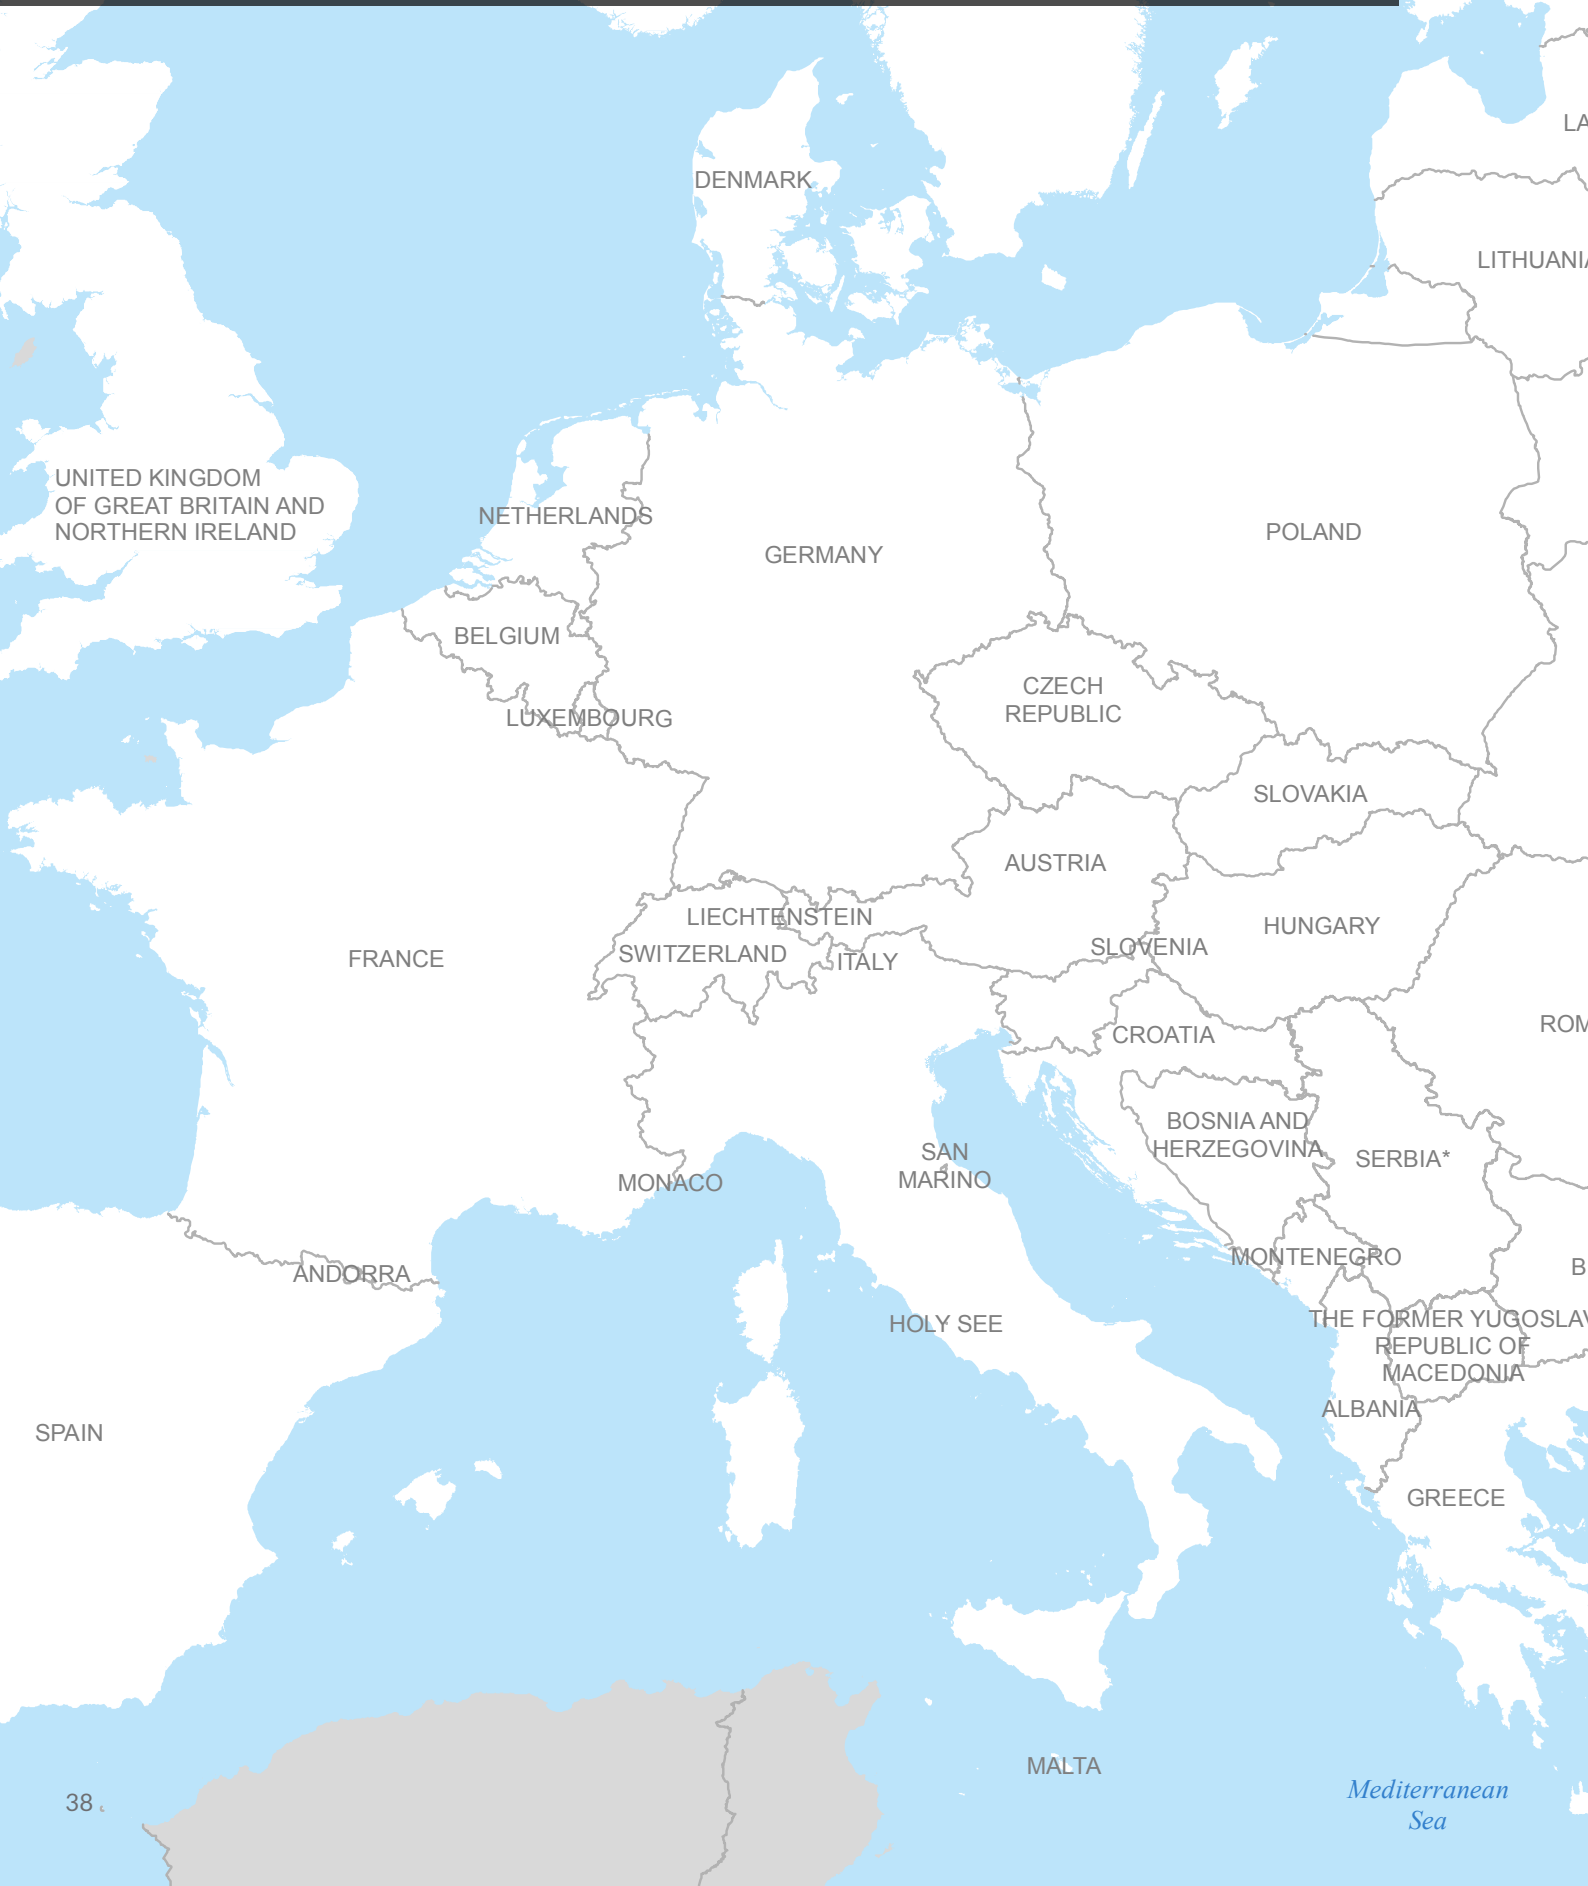 LA
DENMARK
LITHUANIA
UNITED KINGDOM
OF GREAT BRITAIN AND
NORTHERN IRELAND
NETHERLANDS
POLAND
GERMANY
BELGIUM
CZECH
REPUBLIC
LUXEMBOURG
SLOVAKIA
AUSTRIA
LIECHTENSTEIN
HUNGARY
SLOVENIA
SWITZERLAND
FRANCE
ITALY
ROM
CROATIA
BOSNIA AND
HERZEGOVINA
SAN
MARINO
SERBIA*
MONACO
MONTENEGRO
B
ANDORRA
THE FORMER YUGOSLAV
REPUBLIC OF
MACEDONIA
HOLY SEE
ALBANIA
SPAIN
GREECE
MALTA
Mediterranean
Sea
38